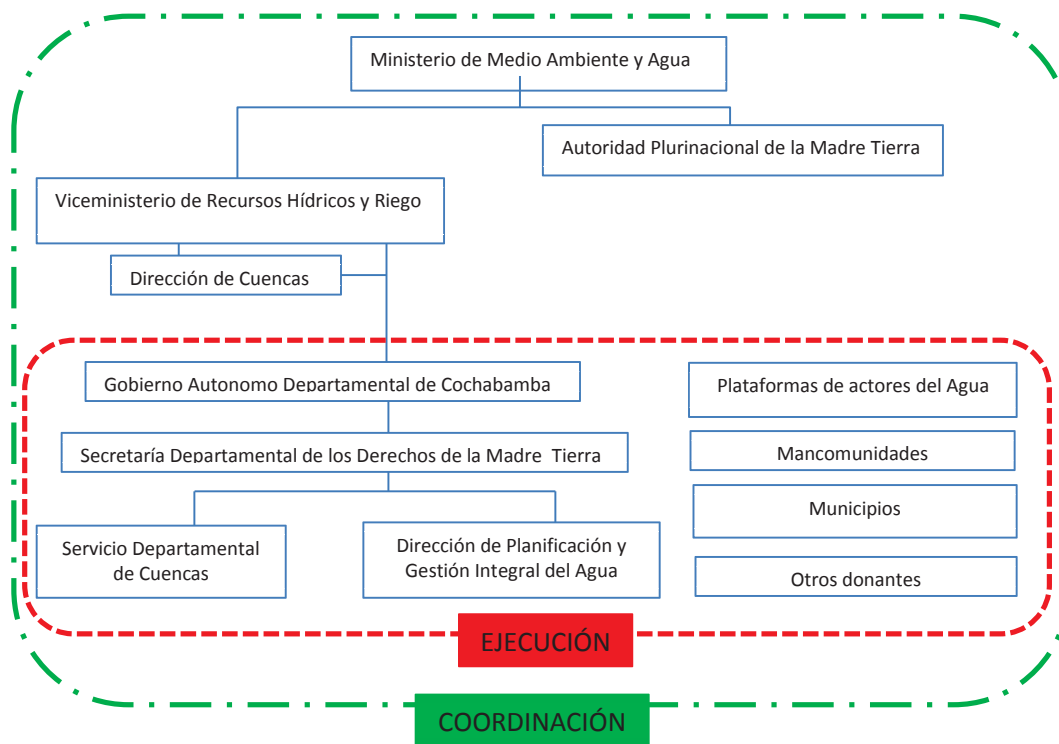 Ministerio de Medio Ambiente y Agua
Autoridad Plurinacional de la Madre Tierra
Viceministerio de Recursos Hídricos y Riego
Dirección de Cuencas
Gobierno Autonomo Departamental de Cochabamba
Secretaría Departamental de los Derechos de la Madre Tierra
Servicio Departamental
de Cuencas
Dirección de Planificación y
Gestión Integral del Agua
Plataformas de actores del Agua
Mancomunidades
Municipios
Otros donantes
EJECUCIÓN
COORDINACIÓN